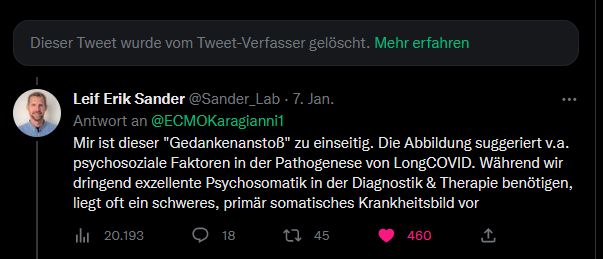 Dieser Tweet wurde vom Tweet-Verfasser gelöscht. Mehr erfahren
Leif Erik Sander @Sander_Lab · 7. Jan.
Antwort an @ECMOKaragianni1
Mir ist dieser "Gedankenanstoß" zu einseitig. Die Abbildung suggeriert v.a.
psychosoziale Faktoren in der Pathogenese von LongCOVID. Während wir
dringend exzellente Psychosomatik in der Diagnostik & Therapie benötigen,
liegt oft ein schweres, primär somatisches Krankheitsbild vor
20.193 18 45 460